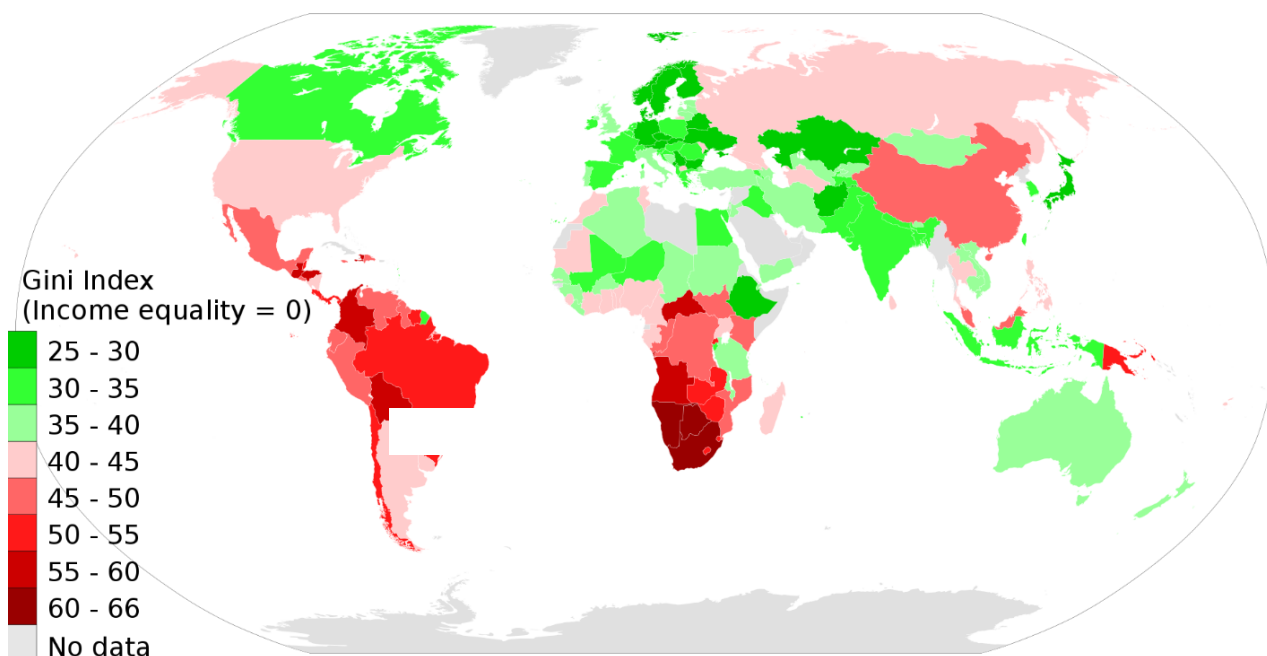 Gini Index
(Income equality = 0)
25 - 30
30 - 35
35 - 40
40 - 45
45 - 50
50 - 55
55 - 60
60 - 66
No data